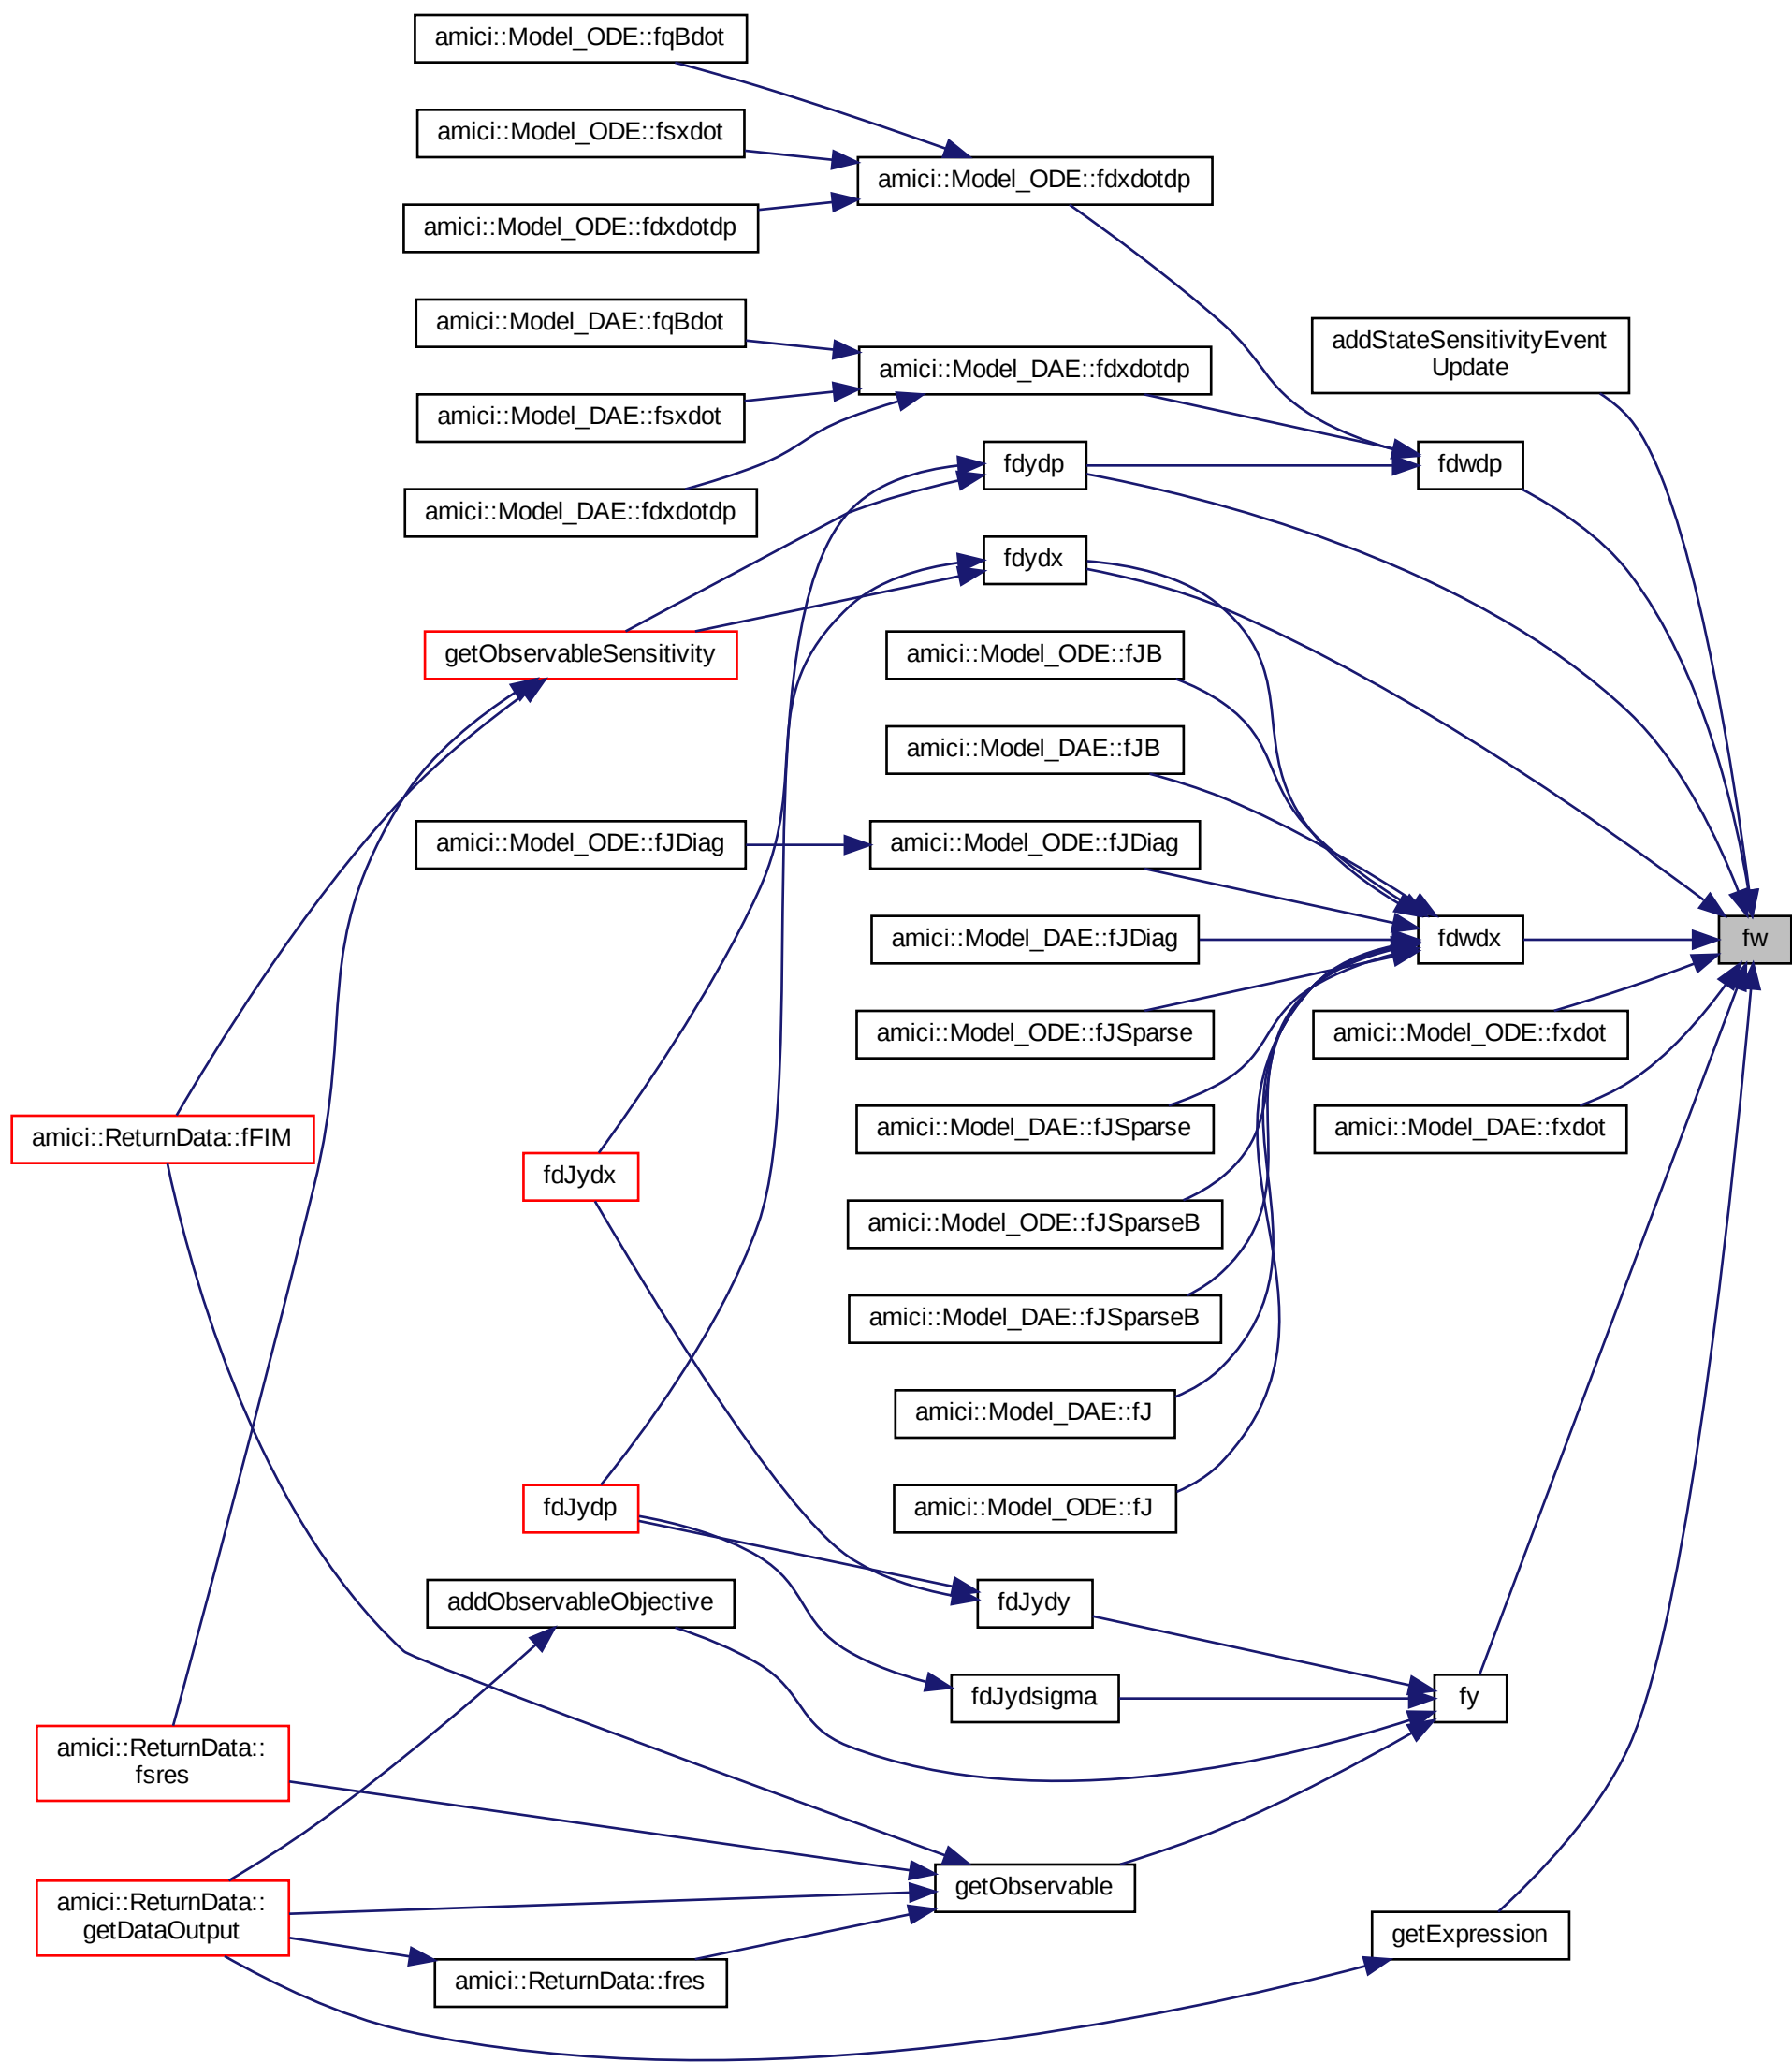 amici::Model_ODE::fqBdot
amici::Model_ODE::fsxdot
amici::Model_ODE::fdxdotdp
amici::Model_ODE::fdxdotdp
amici::Model_DAE::fqBdot
addStateSensitivityEvent
Update
amici::Model_DAE::fdxdotdp
amici::Model_DAE::fsxdot
fdydp
fdwdp
amici::Model_DAE::fdxdotdp
fdydx
getObservableSensitivity
amici::Model_ODE::fJB
amici::Model_DAE::fJB
amici::Model_ODE::fJDiag
amici::Model_ODE::fJDiag
amici::Model_DAE::fJDiag
fdwdx
fw
amici::Model_ODE::fJSparse
amici::Model_ODE::fxdot
amici::ReturnData::fFIM
amici::Model_DAE::fJSparse
amici::Model_DAE::fxdot
fdJydx
amici::Model_ODE::fJSparseB
amici::Model_DAE::fJSparseB
amici::Model_DAE::fJ
fdJydp
amici::Model_ODE::fJ
addObservableObjective
fdJydy
fdJydsigma
fy
amici::ReturnData::
fsres
amici::ReturnData::
getDataOutput
getObservable
getExpression
amici::ReturnData::fres